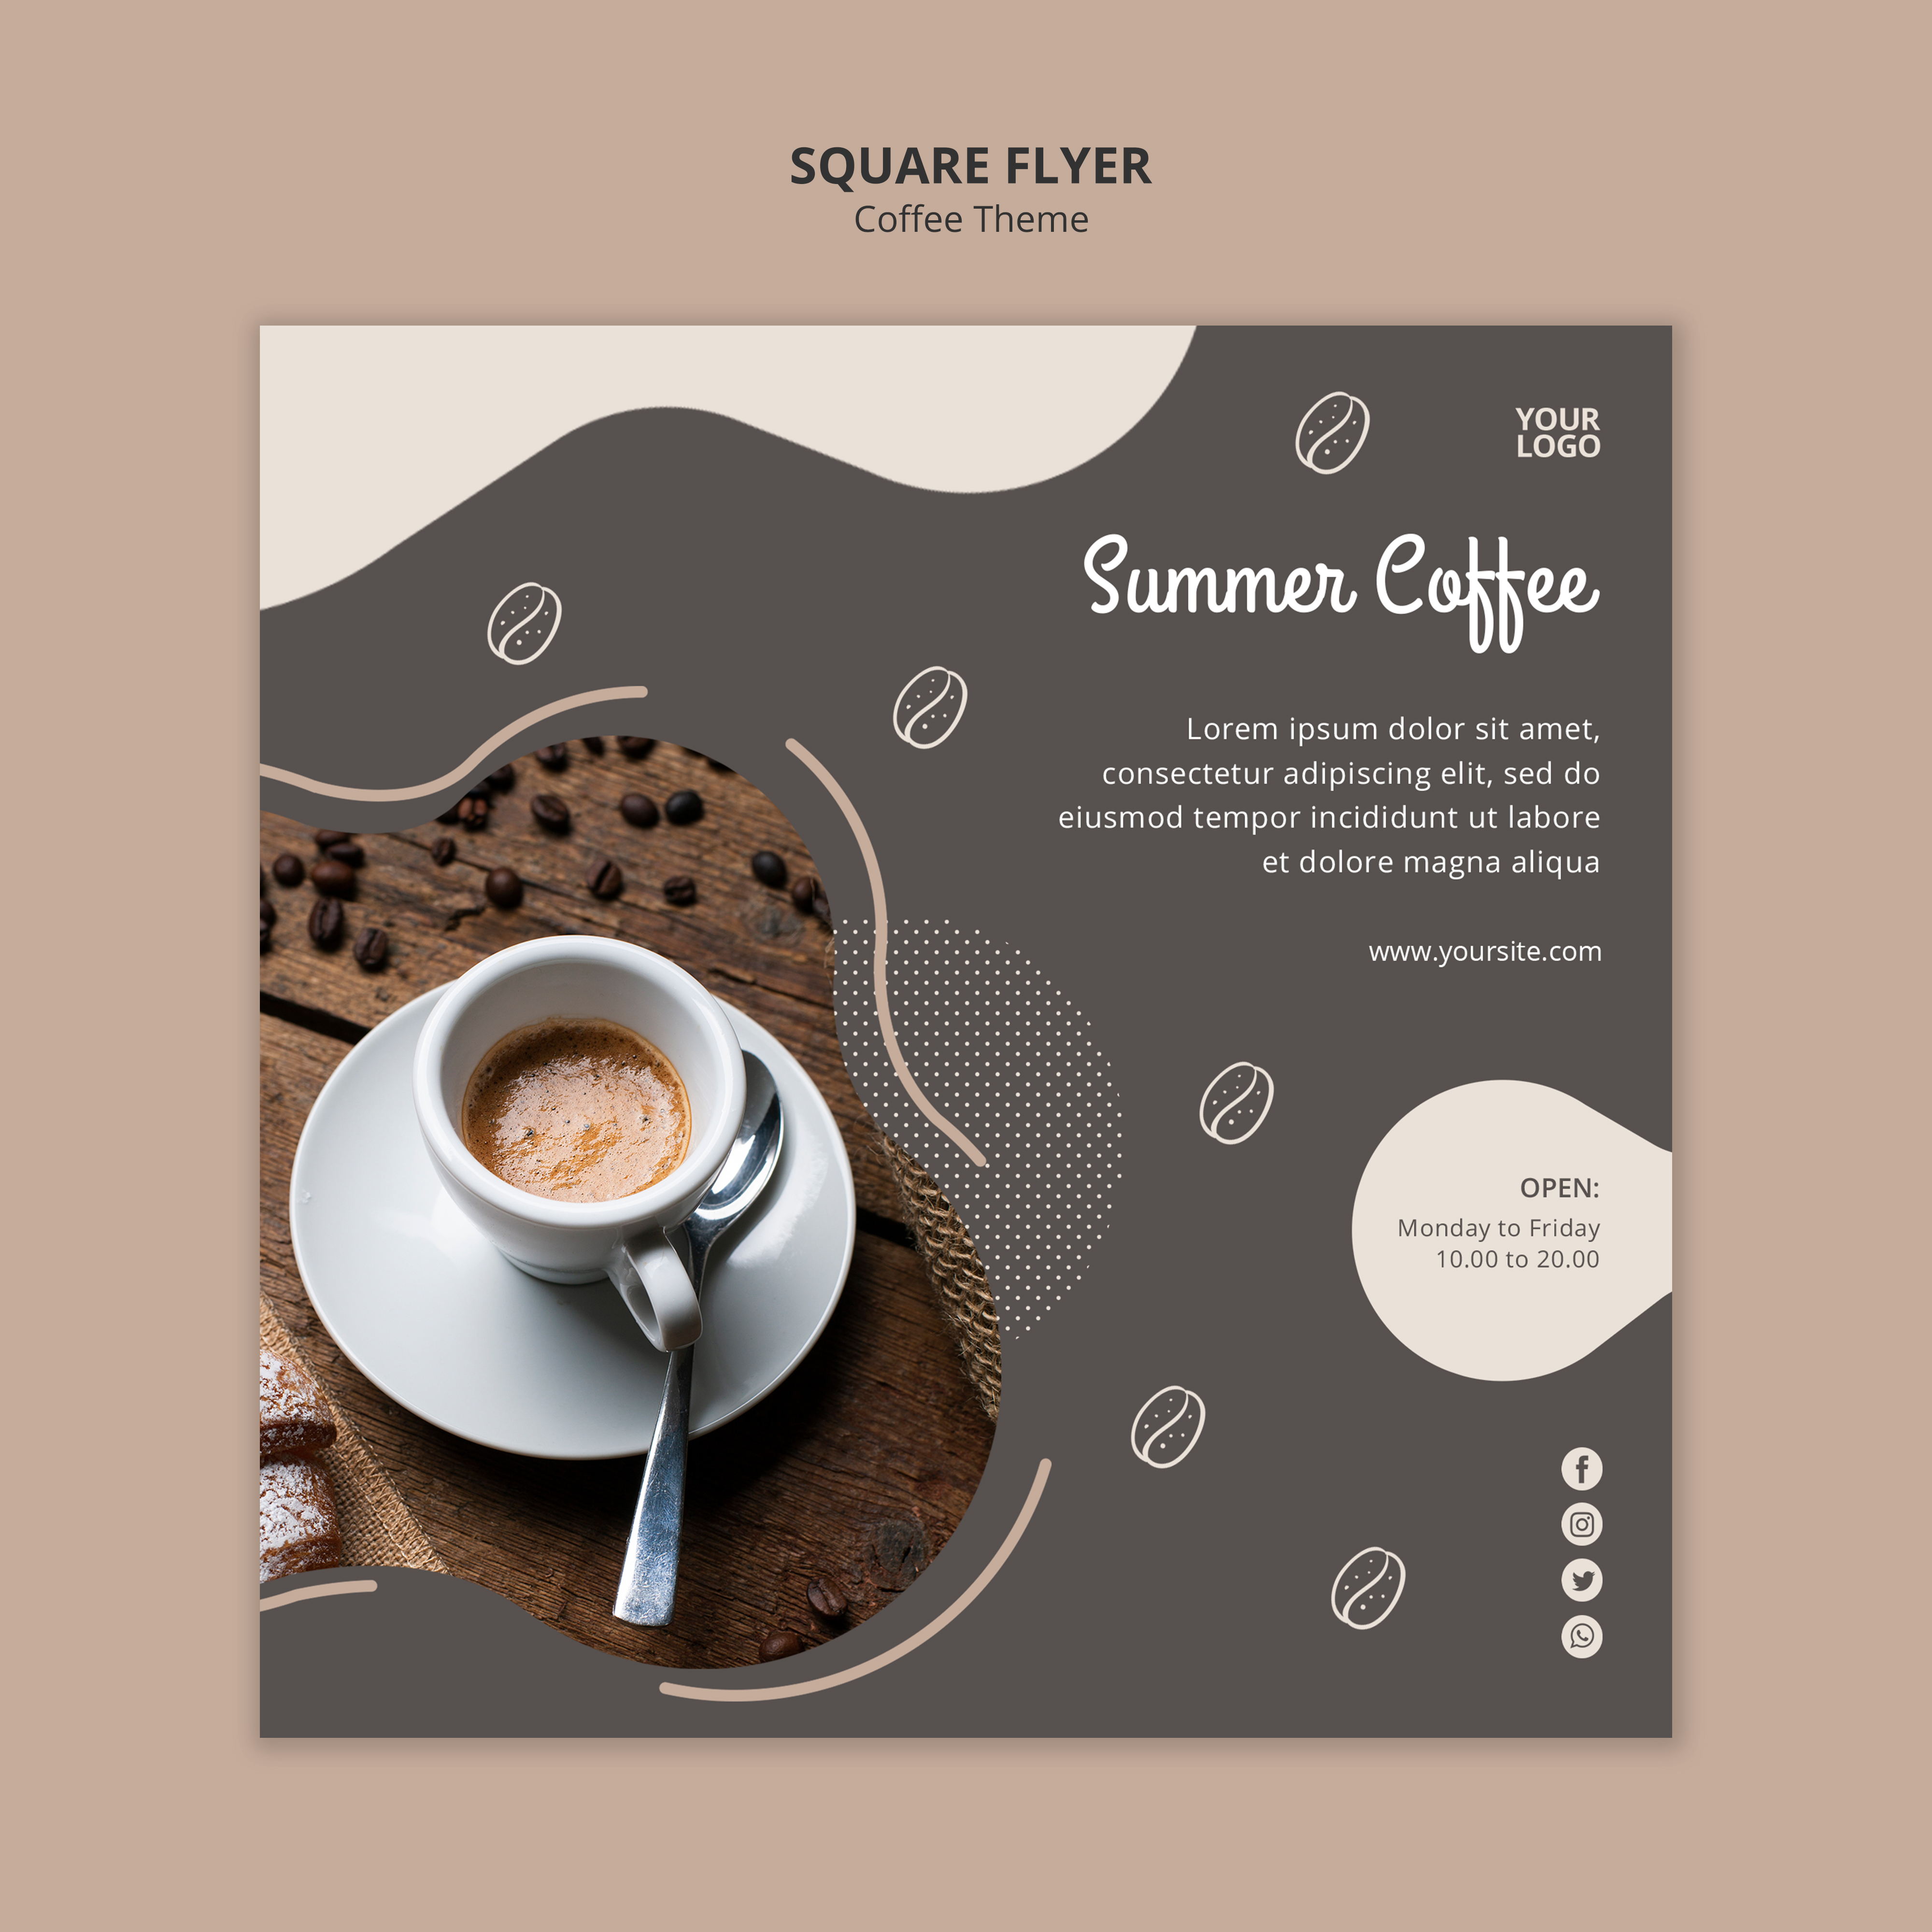 SQUARE FLYER
Coffee Theme
YOUR
LOGO
Summer Coffee
Lorem ipsum dolor sit amet,
consectetur adipiscing elit, sed do
eiusmod tempor incididunt ut labore
et dolore magna aliqua
www.yoursite.com
OPEN:
Monday to Friday
10.00 to 20.00